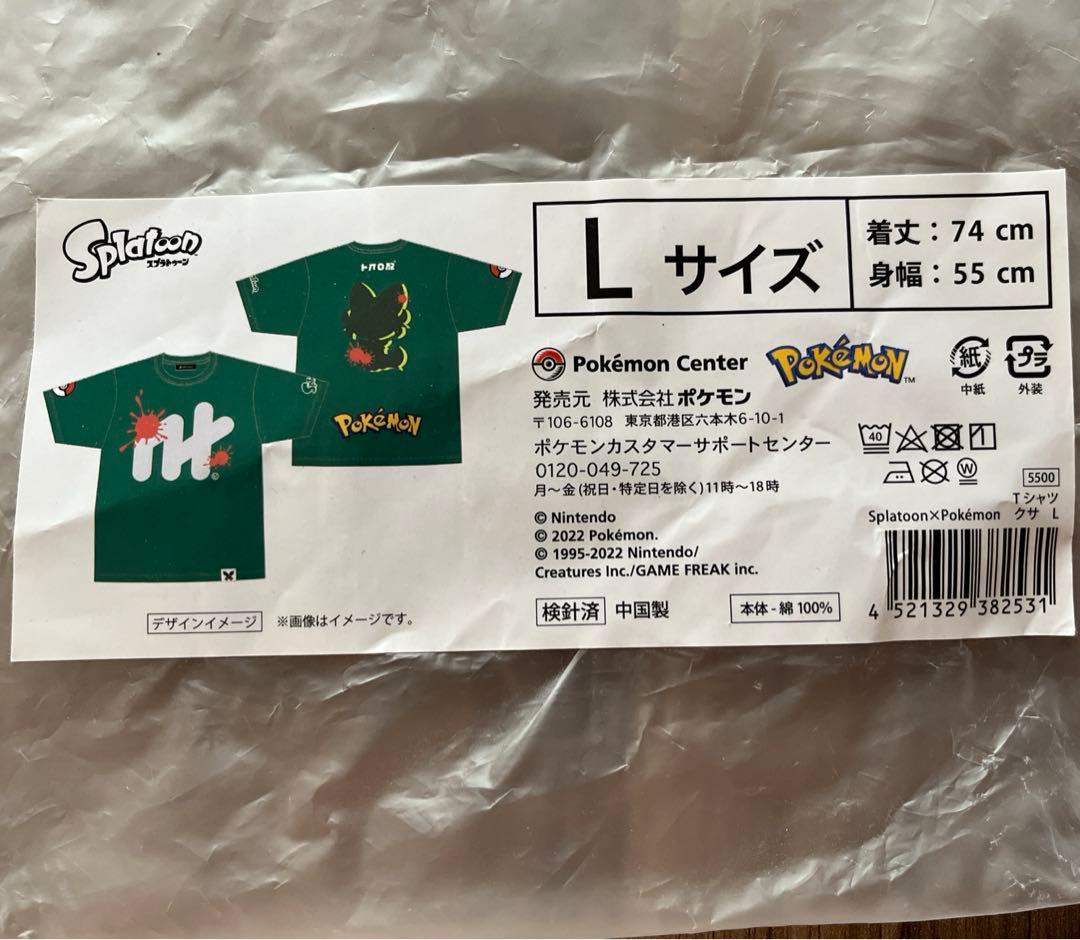 Splatoon
スプラトゥーン
POKéMON
©
デザインイメージ ※画像はイメージです。
L サイズ
着丈：74 cm
身幅：55 cm
Pokémon Center
POKéMON™
紙
中紙
プラ
外装
発売元 株式会社ポケモン
〒106-6108 東京都港区六本木6-10-1
ポケモンカスタマーサポートセンター
0120-049-725
月～金(祝日・特定日を除く)11時～18時
© Nintendo
© 2022 Pokémon.
© 1995-2022 Nintendo/
Creatures Inc./GAME FREAK inc.
検針済 中国製
本体-綿 100%
40
W
5500
Tシャツ
Splatoon×Pokémon クサ L
4 521329 382531